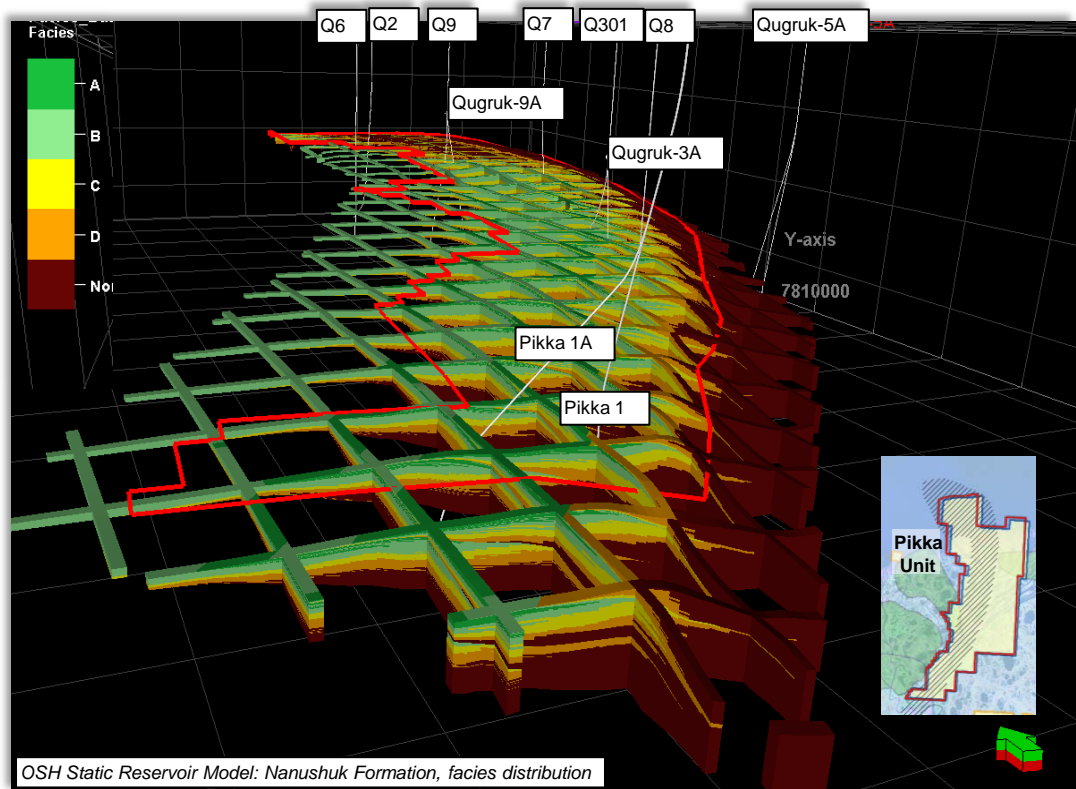 Facies
A
B
C
D
Q6
Q2
Q9
Q7
Q301
Q8
Qugruk-5A
Qugruk-9A
Qugruk-3A
Y-axis
7810000
Pikka 1A
Pikka 1
Pikka
Unit
OSH Static Reservoir Model: Nanushuk Formation, facies distribution